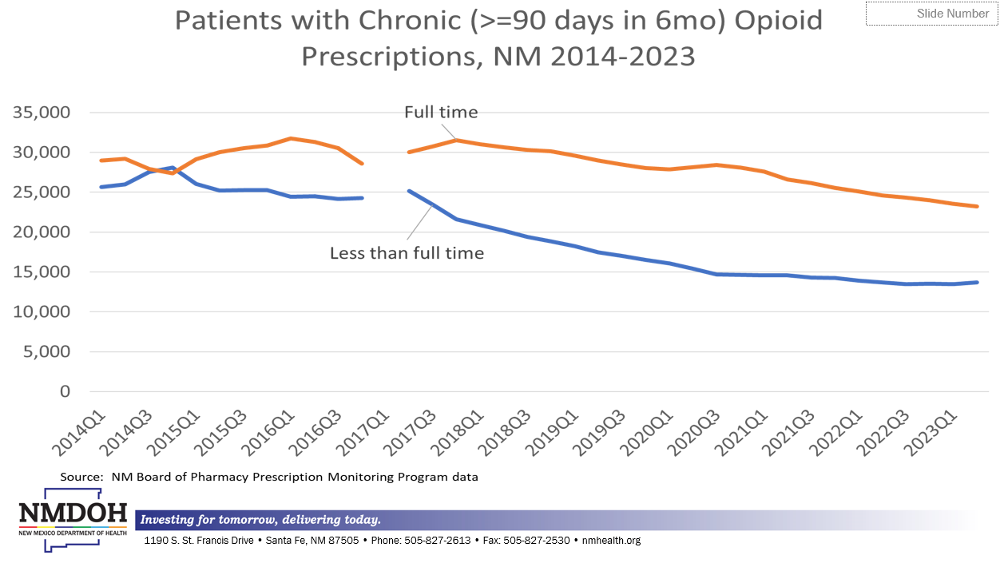 Slide Number
Patients with Chronic (>=90 days in 6mo) Opioid
Prescriptions, NM 2014-2023
35,000
30,000
25,000
20,000
15,000
10,000
5,000
0
Full time
Less than full time
2014Q1
2014Q3
2015Q1
2015Q3
2016Q1
2016Q3
2017Q1
2017Q3
2018Q1
2018Q3
2019Q1
2019Q3
2020Q1
2020Q3
2021Q1
2021Q3
2022Q1
2022Q3
2023Q1
Source: NM Board of Pharmacy Prescription Monitoring Program data
NMDOH
NEW MEXICO DEPARTMENT OF HEALTH
Investing for tomorrow, delivering today.
1190 S. St. Francis Drive • Santa Fe, NM 87505 • Phone: 505-827-2613 • Fax: 505-827-2530 • nmhealth.org